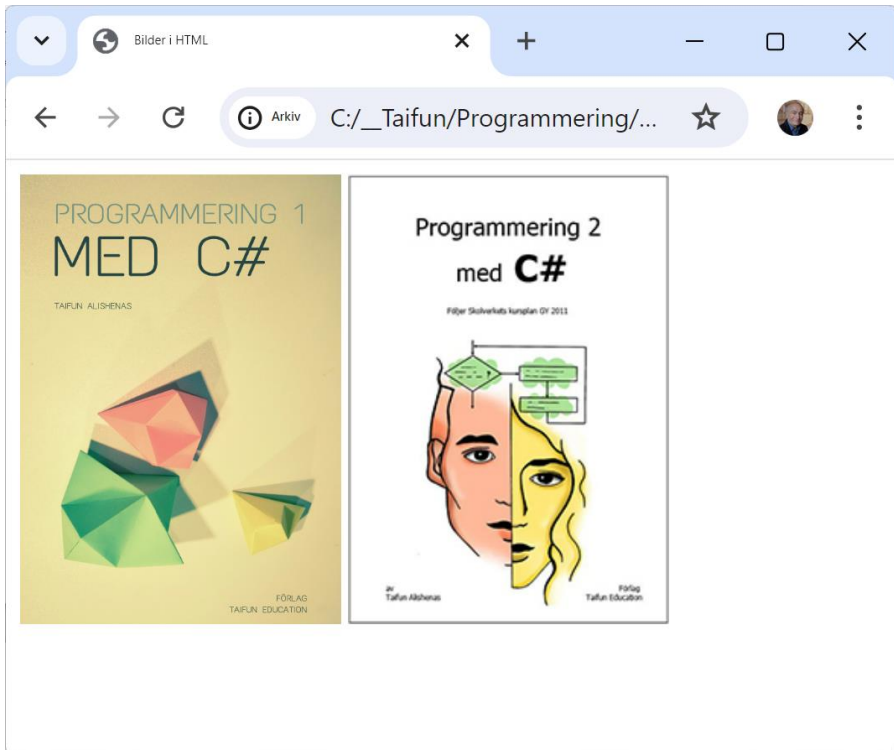 Bilder i HTML
Arkiv
C:/__Taifun/Programmering/...
PROGRAMMERING 1
MED C#
TAIFUN ALISHENAS
FÖRLAG
TAIFUN EDUCATION
Programmering 2
med C#
Följer Skolverkets kursplan GY 2011
av
Taifun Alishenas
Förlag
Taifun Education